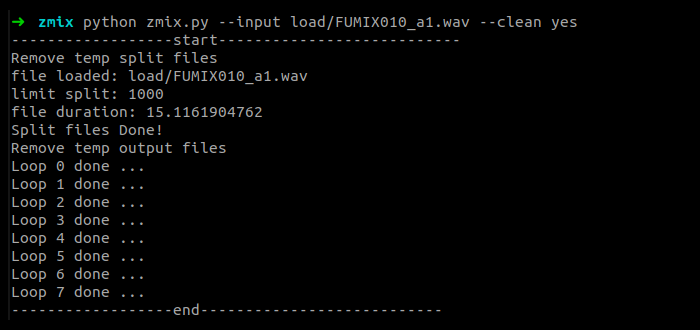 ➜ zmix python zmix.py --input load/FUMIX010_a1.wav --clean yes
------------------start---------------------------
Remove temp split files
file loaded: load/FUMIX010_a1.wav
limit split: 1000
file duration: 15.1161904762
Split files Done!
Remove temp output files
Loop 0 done ...
Loop 1 done ...
Loop 2 done ...
Loop 3 done ...
Loop 4 done ...
Loop 5 done ...
Loop 6 done ...
Loop 7 done ...
------------------end---------------------------